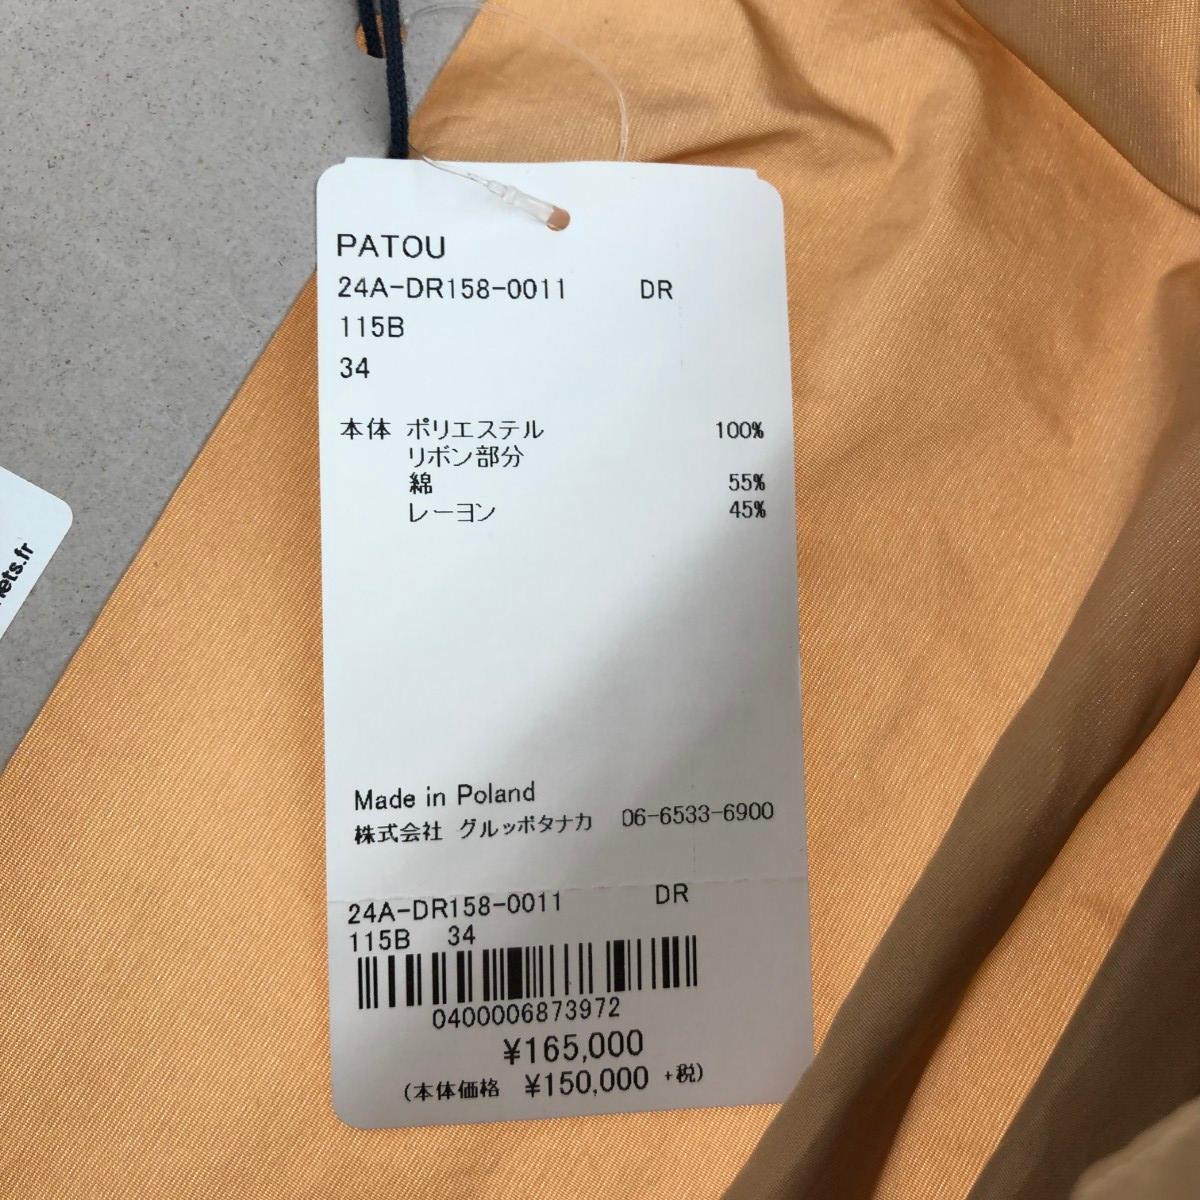 PATOU
24A-DR158-0011 DR
115B
34
本体 ポリエステル 100%
リボン部分
綿 55%
レーヨン 45%
Made in Poland
株式会社 グルッポタナカ 06-6533-6900
24A-DR158-0011 DR
115B 34
0400006873972
¥165,000
(本体価格 ¥150,000 +税)